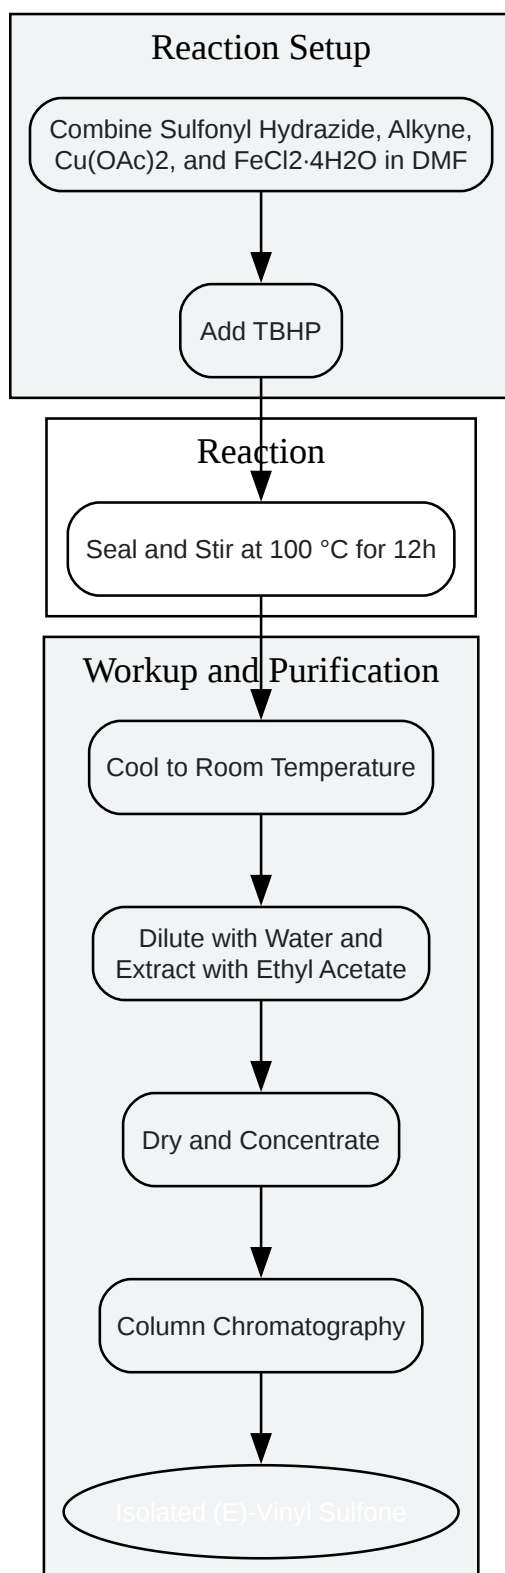 Reaction Setup
Combine Sulfonyl Hydrazide, Alkyne,
Cu(OAc)2, and FeCl2·4H2O in DMF
Add TBHP
Reaction
Seal and Stir at 100 °C for 12h
Workup and Purification
Cool to Room Temperature
Dilute with Water and
Extract with Ethyl Acetate
Dry and Concentrate
Column Chromatography
Isolated (E)-Vinyl Sulfone